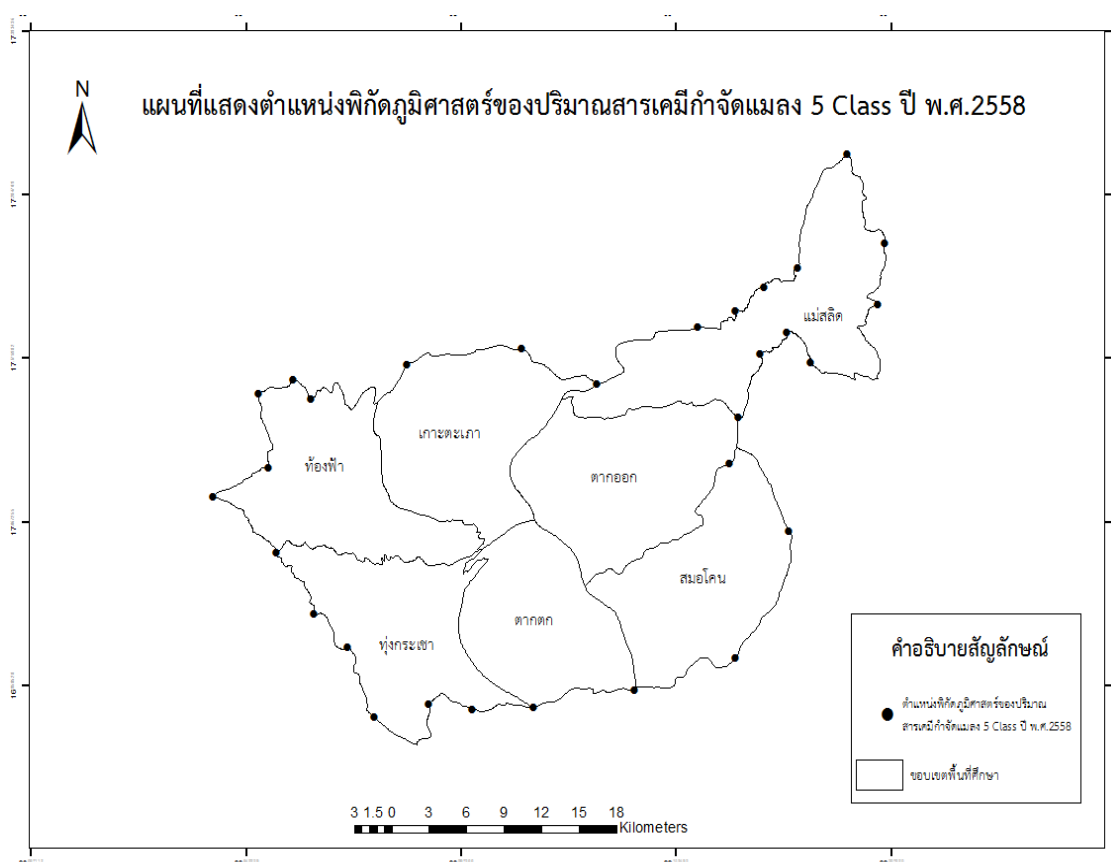 N
แผนที่แสดงตำแหน่งพิกัดภูมิศาสตร์ของปริมาณสารเคมีกำจัดแมลง 5 Class ปี พ.ศ.2558
แม่สลิด
เกาะตะเภา
ท้องฟ้า
ตากออก
สมอโคน
ตากตก
ทุ่งกระเชา
คำอธิบายสัญลักษณ์
ตำแหน่งพิกัดภูมิศาสตร์ของปริมาณ
สารเคมีกำจัดแมลง 5 Class ปี พ.ศ.2558
ขอบเขตพื้นที่ศึกษา
3 1.5 0 3 6 9 12 15 18
Kilometers